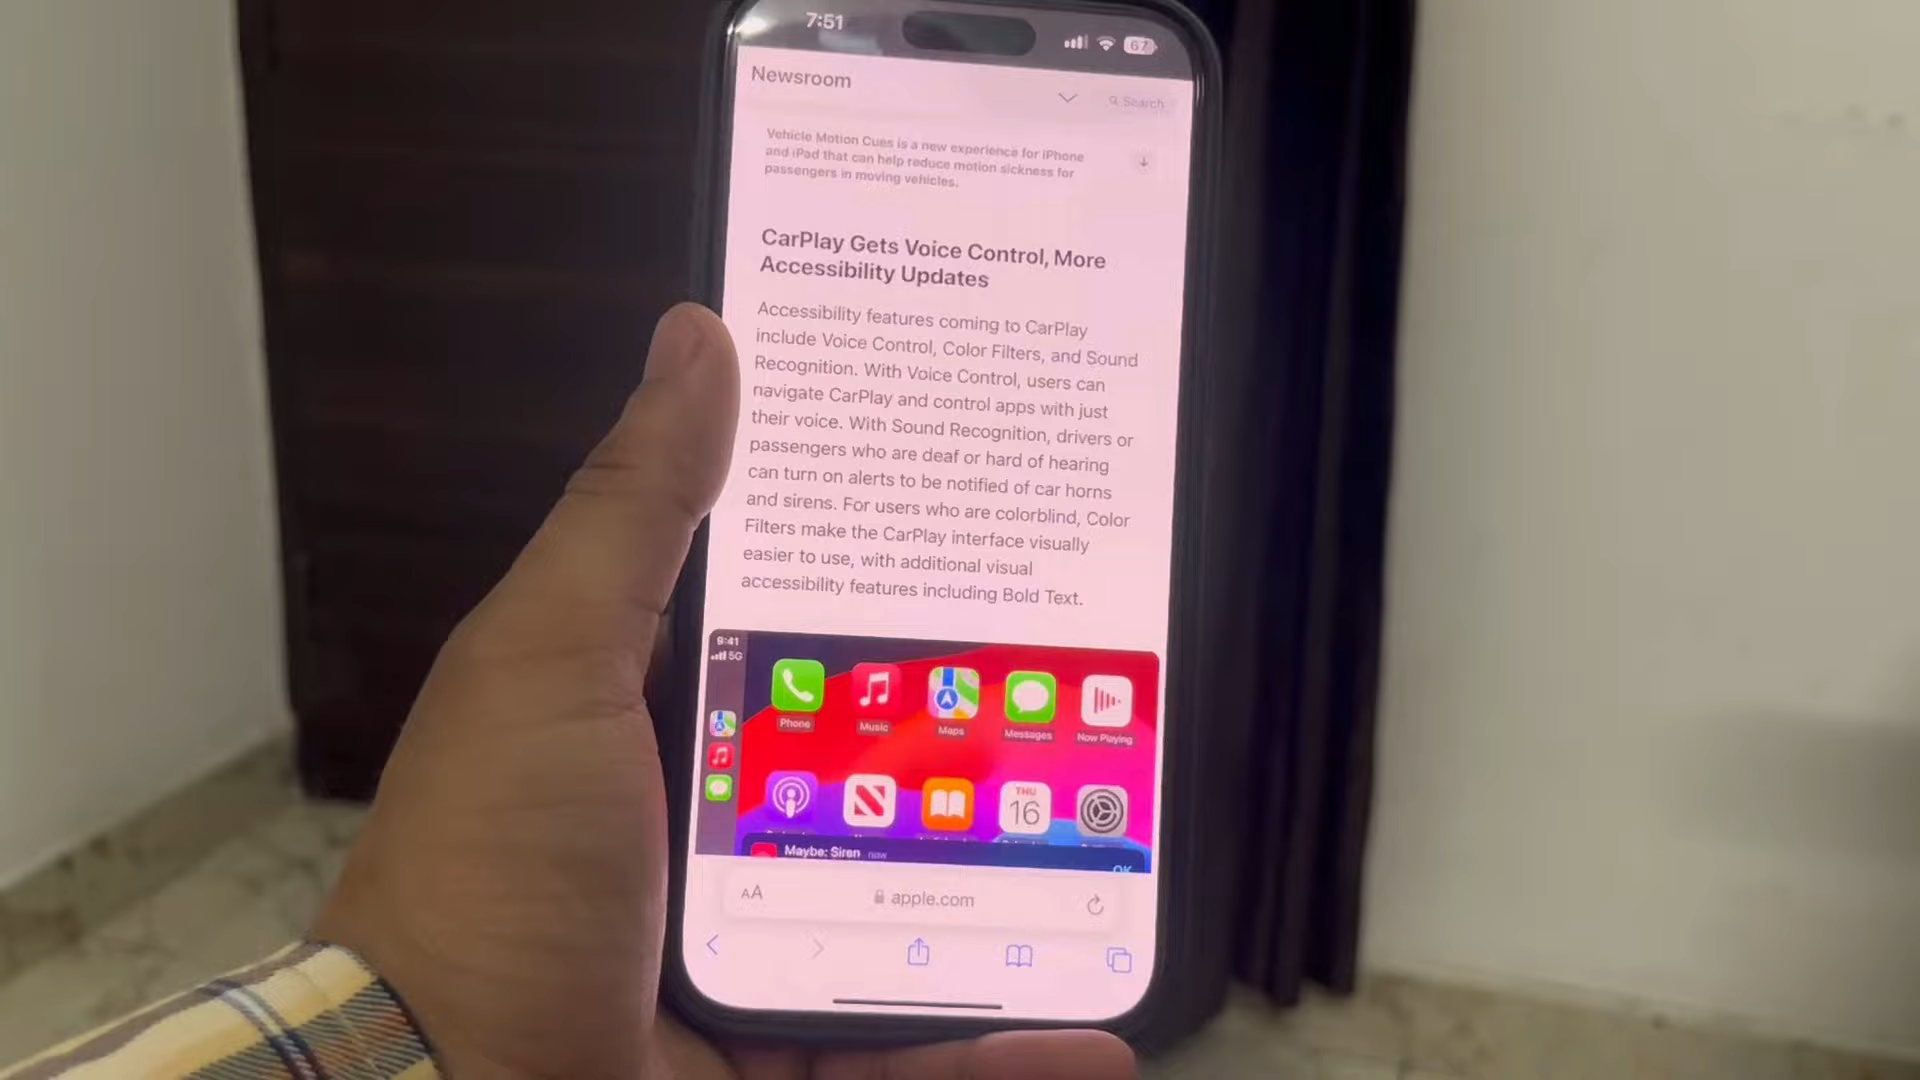 7:51
67
Newsroom
Search
Vehicle Motion Cues is a new experience for iPhone
and iPad that can help reduce motion sickness for
passengers in moving vehicles.
CarPlay Gets Voice Control, More
Accessibility Updates
Accessibility features coming to CarPlay
include Voice Control, Color Filters, and Sound
Recognition. With Voice Control, users can
navigate CarPlay and control apps with just
their voice. With Sound Recognition, drivers or
passengers who are deaf or hard of hearing
can turn on alerts to be notified of car horns
and sirens. For users who are colorblind, Color
Filters make the CarPlay interface visually
easier to use, with additional visual
accessibility features including Bold Text.
9:41
5G
Phone Music Maps Messages Now Playing
THU
16
Maybe: Siren now
OK
AA apple.com